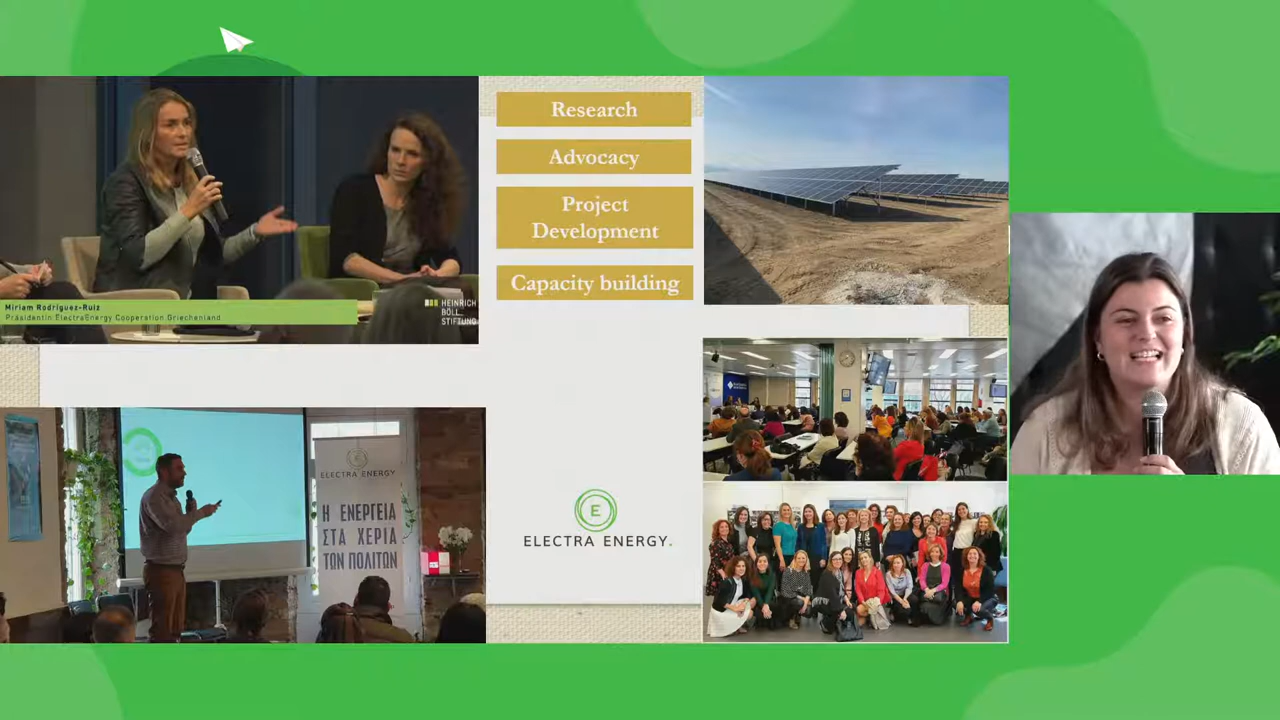 Research
Advocacy
Project
Development
Capacity building
Miriam Rodríguez-Ruiz
Präsidentin ElectraEnergy Cooperation Griechenland
HEINRICH
BÖLL
STIFTUNG
ELECTRA ENERGY
Η ΕΝΕΡΓΕΙΑ
ΣΤΑ ΧΕΡΙΑ
ΤΩΝ ΠΟΛΙΤΩΝ
E
ELECTRA ENERGY.